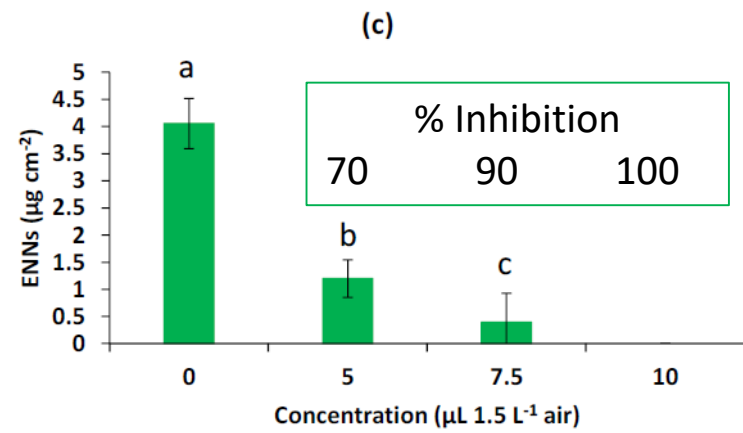 (c)
ENNs (µg cm⁻²)
5
4.5
4
3.5
3
2.5
2
1.5
1
0.5
0
a
b
c
% Inhibition
70 90 100
0 5 7.5 10
Concentration (µL 1.5 L⁻¹ air)